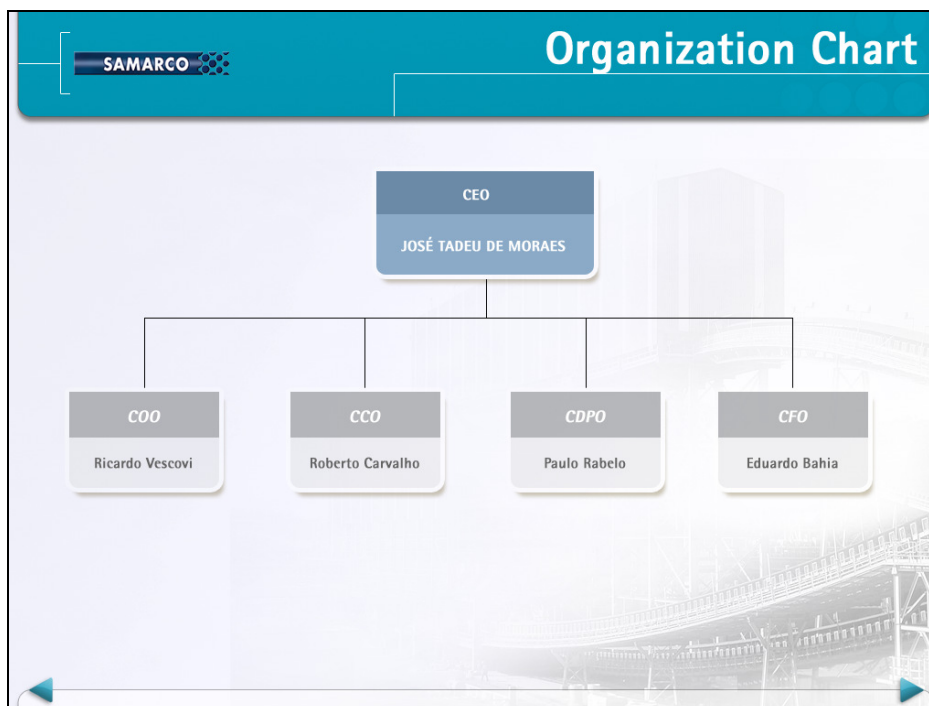 SAMARCO
Organization Chart
CEO
JOSÉ TADEU DE MORAES
COO
Ricardo Vescovi
CCO
Roberto Carvalho
CDPO
Paulo Rabelo
CFO
Eduardo Bahia